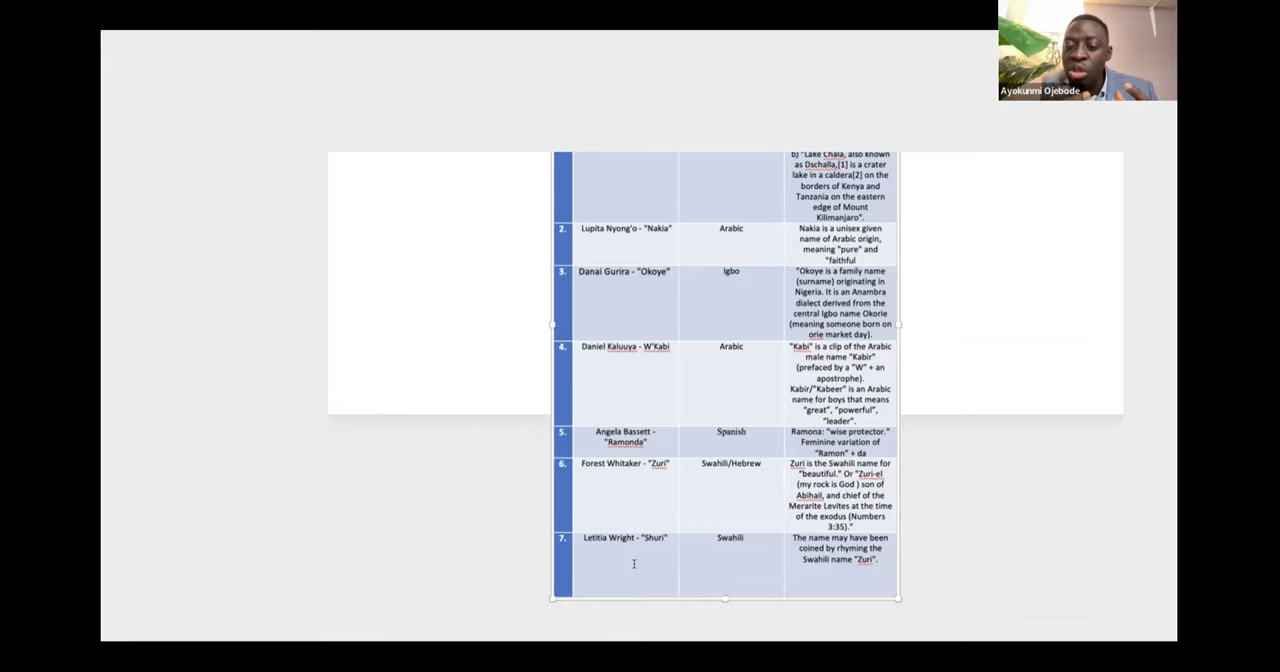 Ayokunmi Ojebode
b) "Lake Chala, also known
as Dschalla,[1] is a crater
lake in a caldera[2] on the
borders of Kenya and
Tanzania on the eastern
edge of Mount
Kilimanjaro".
2. Lupita Nyong'o - "Nakia" Arabic Nakia is a unisex given
name of Arabic origin,
meaning "pure" and
"faithful
3. Danai Gurira - "Okoye" Igbo "Okoye is a family name
(surname) originating in
Nigeria. It is an Anambra
dialect derived from the
central Igbo name Okorie
(meaning someone born on
orie market day).
4. Daniel Kaluuya - W'Kabi Arabic "Kabi" is a clip of the Arabic
male name "Kabir"
(prefaced by a "W" + an
apostrophe).
Kabir/"Kabeer" is an Arabic
name for boys that means
"great", "powerful",
"leader".
5. Angela Bassett - Spanish Ramona: "wise protector."
"Ramonda" Feminine variation of
"Ramon" + da
6. Forest Whitaker - "Zuri" Swahili/Hebrew Zuri is the Swahili name for
"beautiful." Or "Zuri-el
(my rock is God ) son of
Abihail, and chief of the
Merarite Levites at the time
of the exodus (Numbers
3:35)."
7. Letitia Wright - "Shuri" Swahili The name may have been
coined by rhyming the
Swahili name "Zuri".